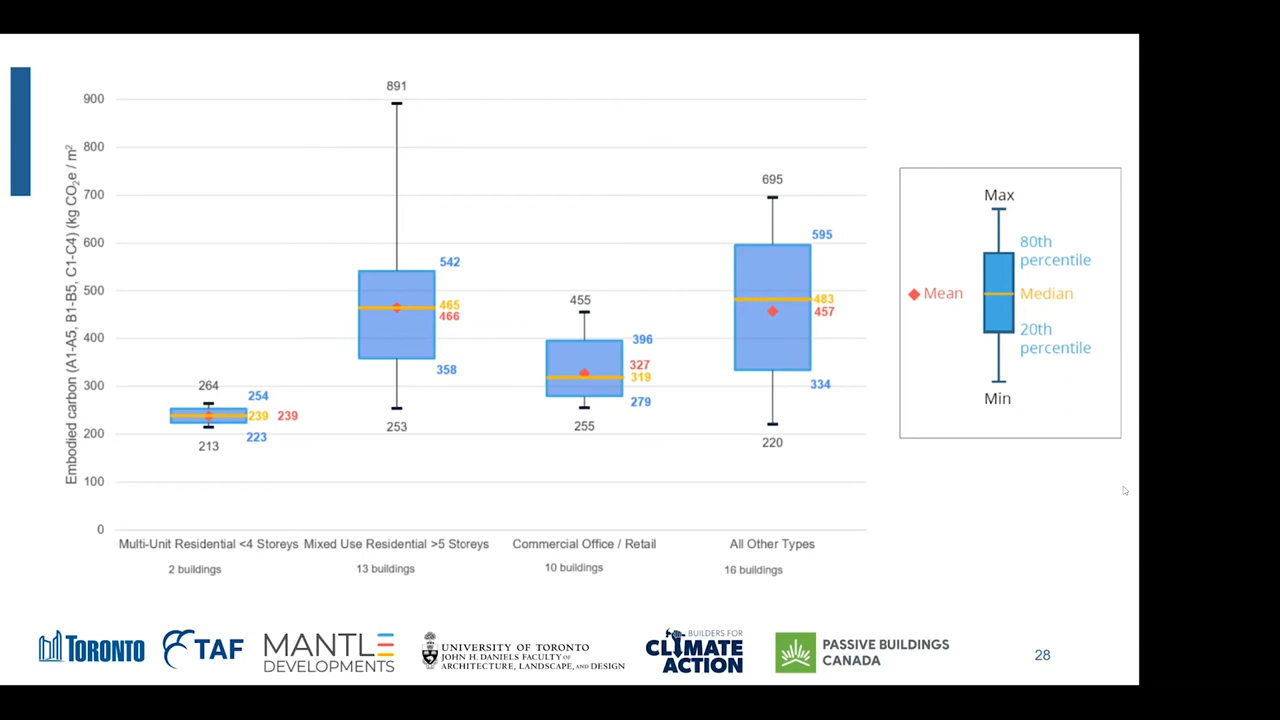 Embodied carbon (A1-A5, B1-B5, C1-C4) (kg CO₂e / m²
900
800
700
600
500
400
300
200
100
0
264
254
239 239
223
213
891
542
465
466
358
253
455
396
327
319
279
255
695
595
483
457
334
220
Multi-Unit Residential <4 Storeys
2 buildings
Mixed Use Residential >5 Storeys
13 buildings
Commercial Office / Retail
10 buildings
All Other Types
16 buildings
Max
80th
percentile
Mean
Median
20th
percentile
Min
TORONTO
TAF
MANTLE
DEVELOPMENTS
UNIVERSITY OF TORONTO
JOHN H. DANIELS FACULTY OF
ARCHITECTURE, LANDSCAPE, AND DESIGN
BUILDERS FOR
CLIMATE
ACTION
PASSIVE BUILDINGS
CANADA
28